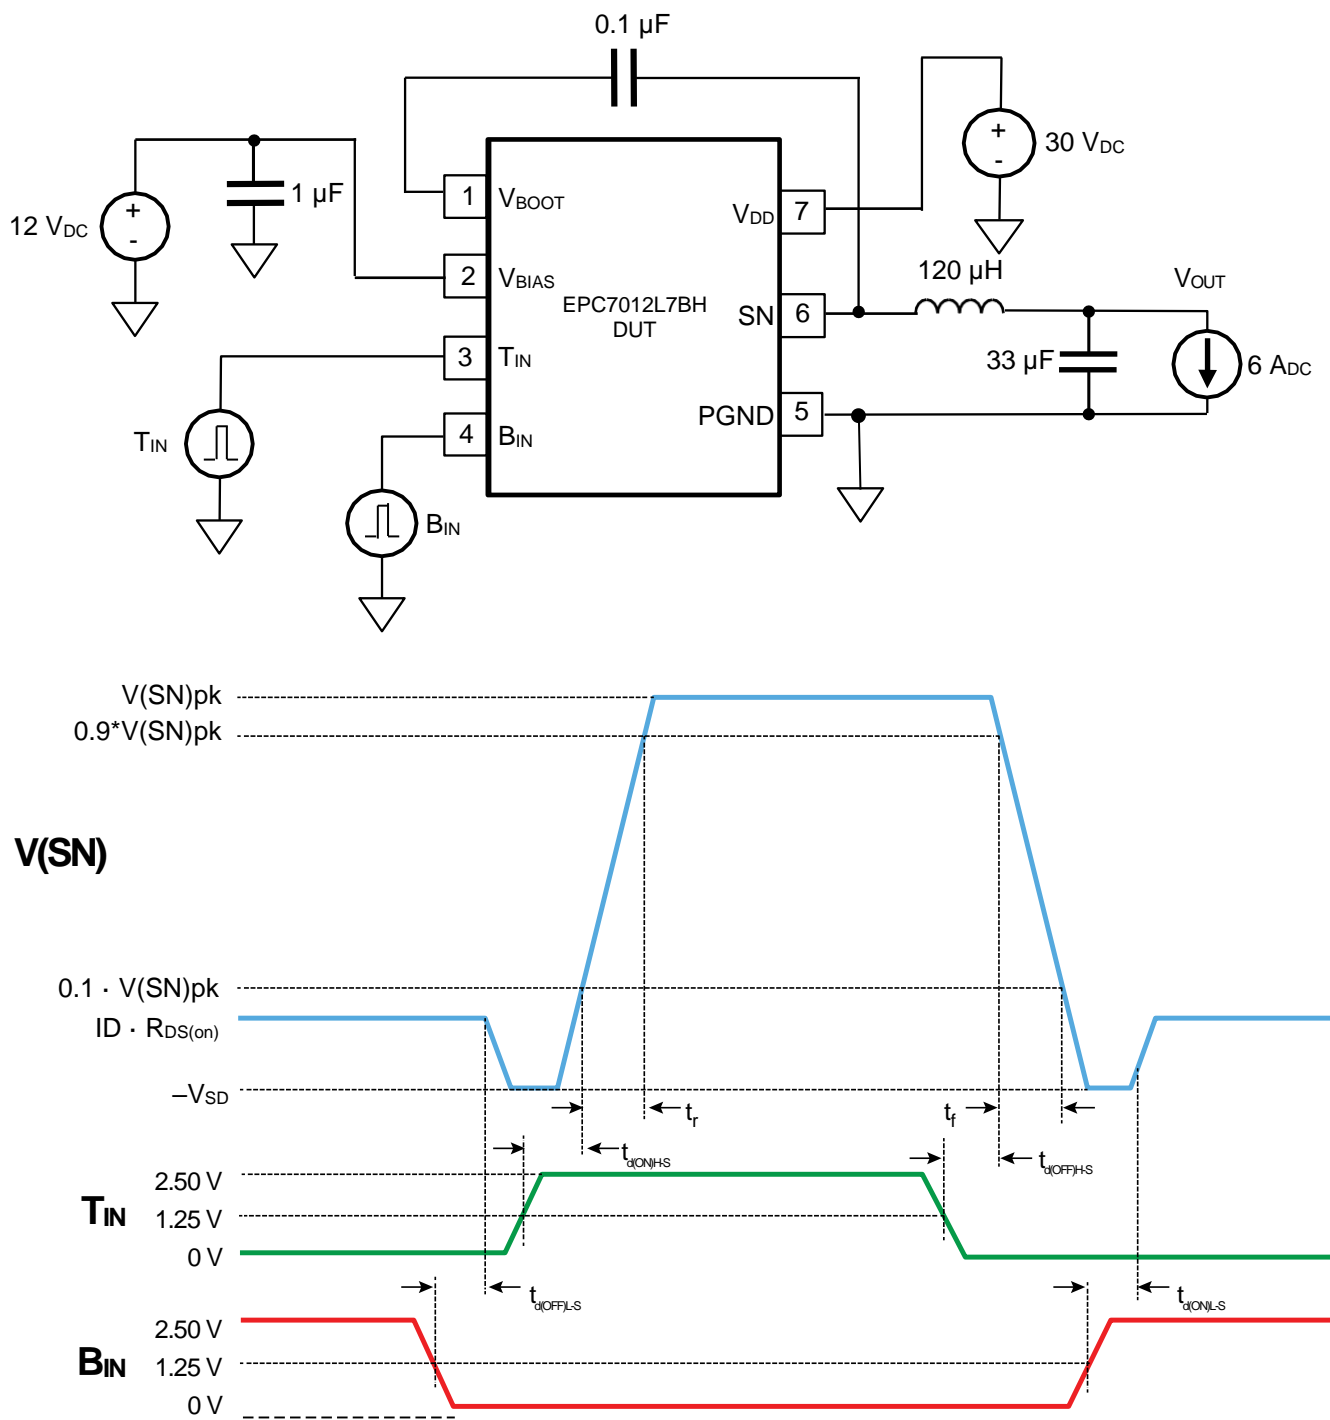 0.1 µF
12 VDC
+
-
1 µF
1 VBOOT
2 VBIAS
3 TIN
4 BIN
EPC7012L7BH
DUT
VDD 7
SN 6
PGND 5
+
-
30 VDC
120 µH
VOUT
33 µF
6 ADC
TIN
BIN
V(SN)pk
0.9*V(SN)pk
V(SN)
0.1 · V(SN)pk
ID · RDS(on)
–VSD
tr
tf
td(ON)H-S
td(OFF)H-S
TIN
2.50 V
1.25 V
0 V
td(OFF)L-S
td(ON)L-S
BIN
2.50 V
1.25 V
0 V